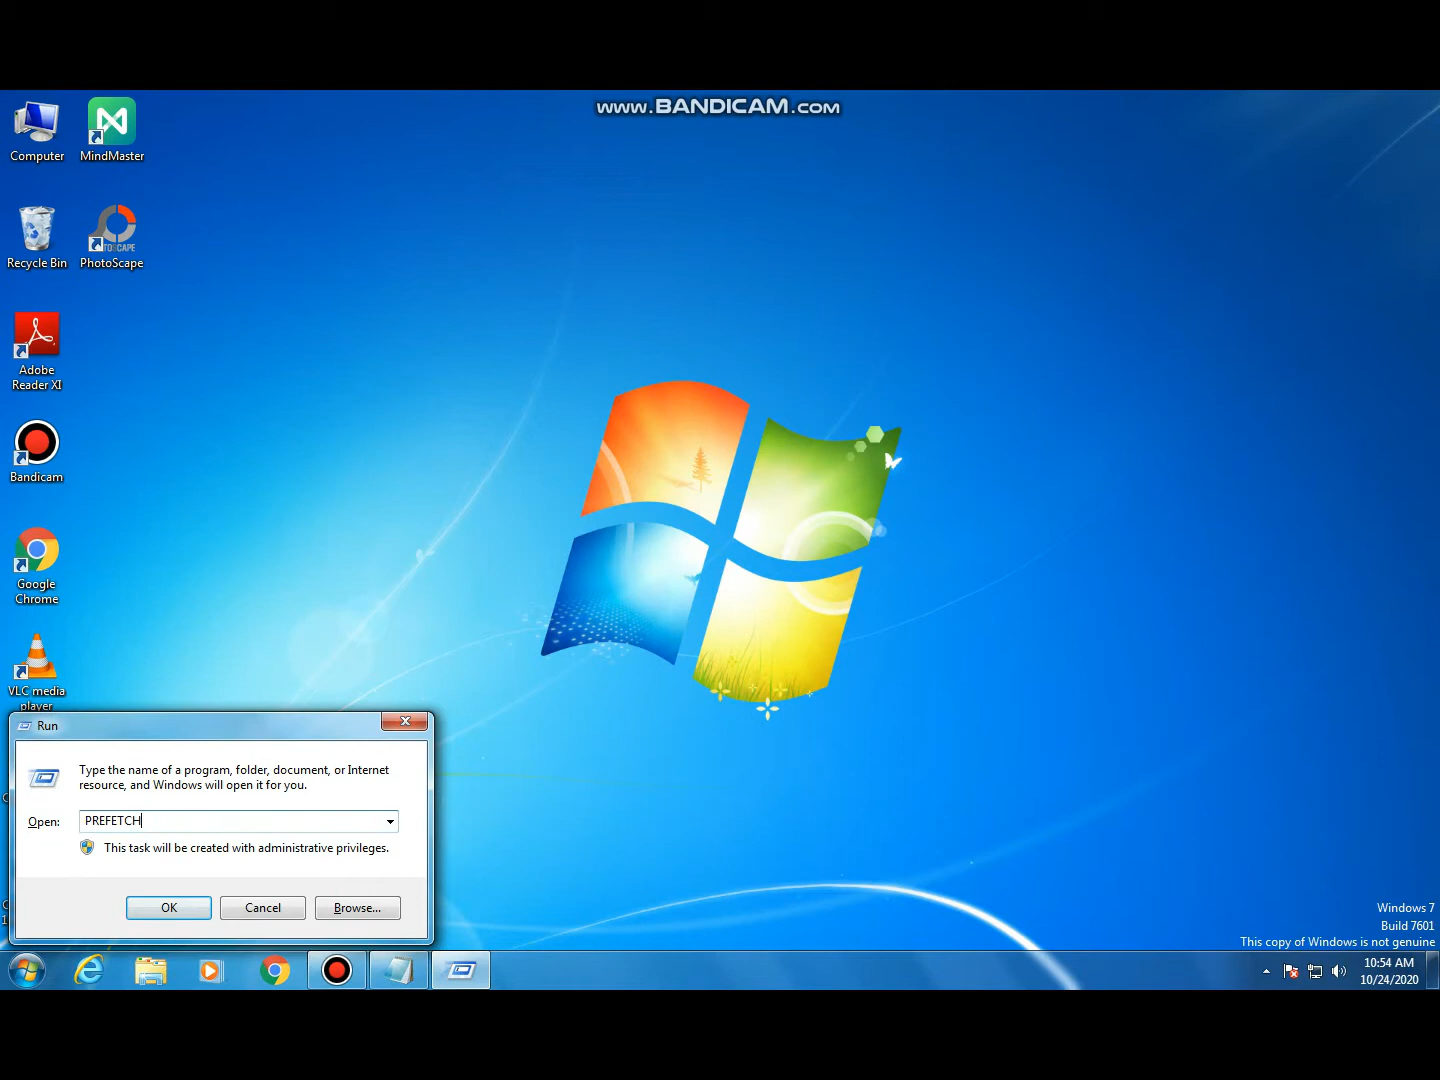 www.BANDICAM.com
Computer
MindMaster
Recycle Bin
PhotoScape
Adobe
Reader XI
Bandicam
Google
Chrome
VLC media
player
Run
Type the name of a program, folder, document, or Internet
resource, and Windows will open it for you.
Open:
PREFETCH
This task will be created with administrative privileges.
OK
Cancel
Browse...
Windows 7
Build 7601
This copy of Windows is not genuine
10:54 AM
10/24/2020